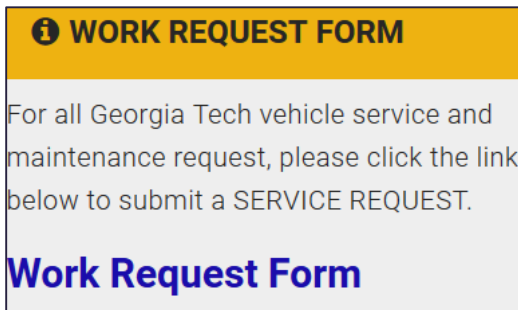 WORK REQUEST FORM
For all Georgia Tech vehicle service and
maintenance request, please click the link
below to submit a SERVICE REQUEST.
Work Request Form